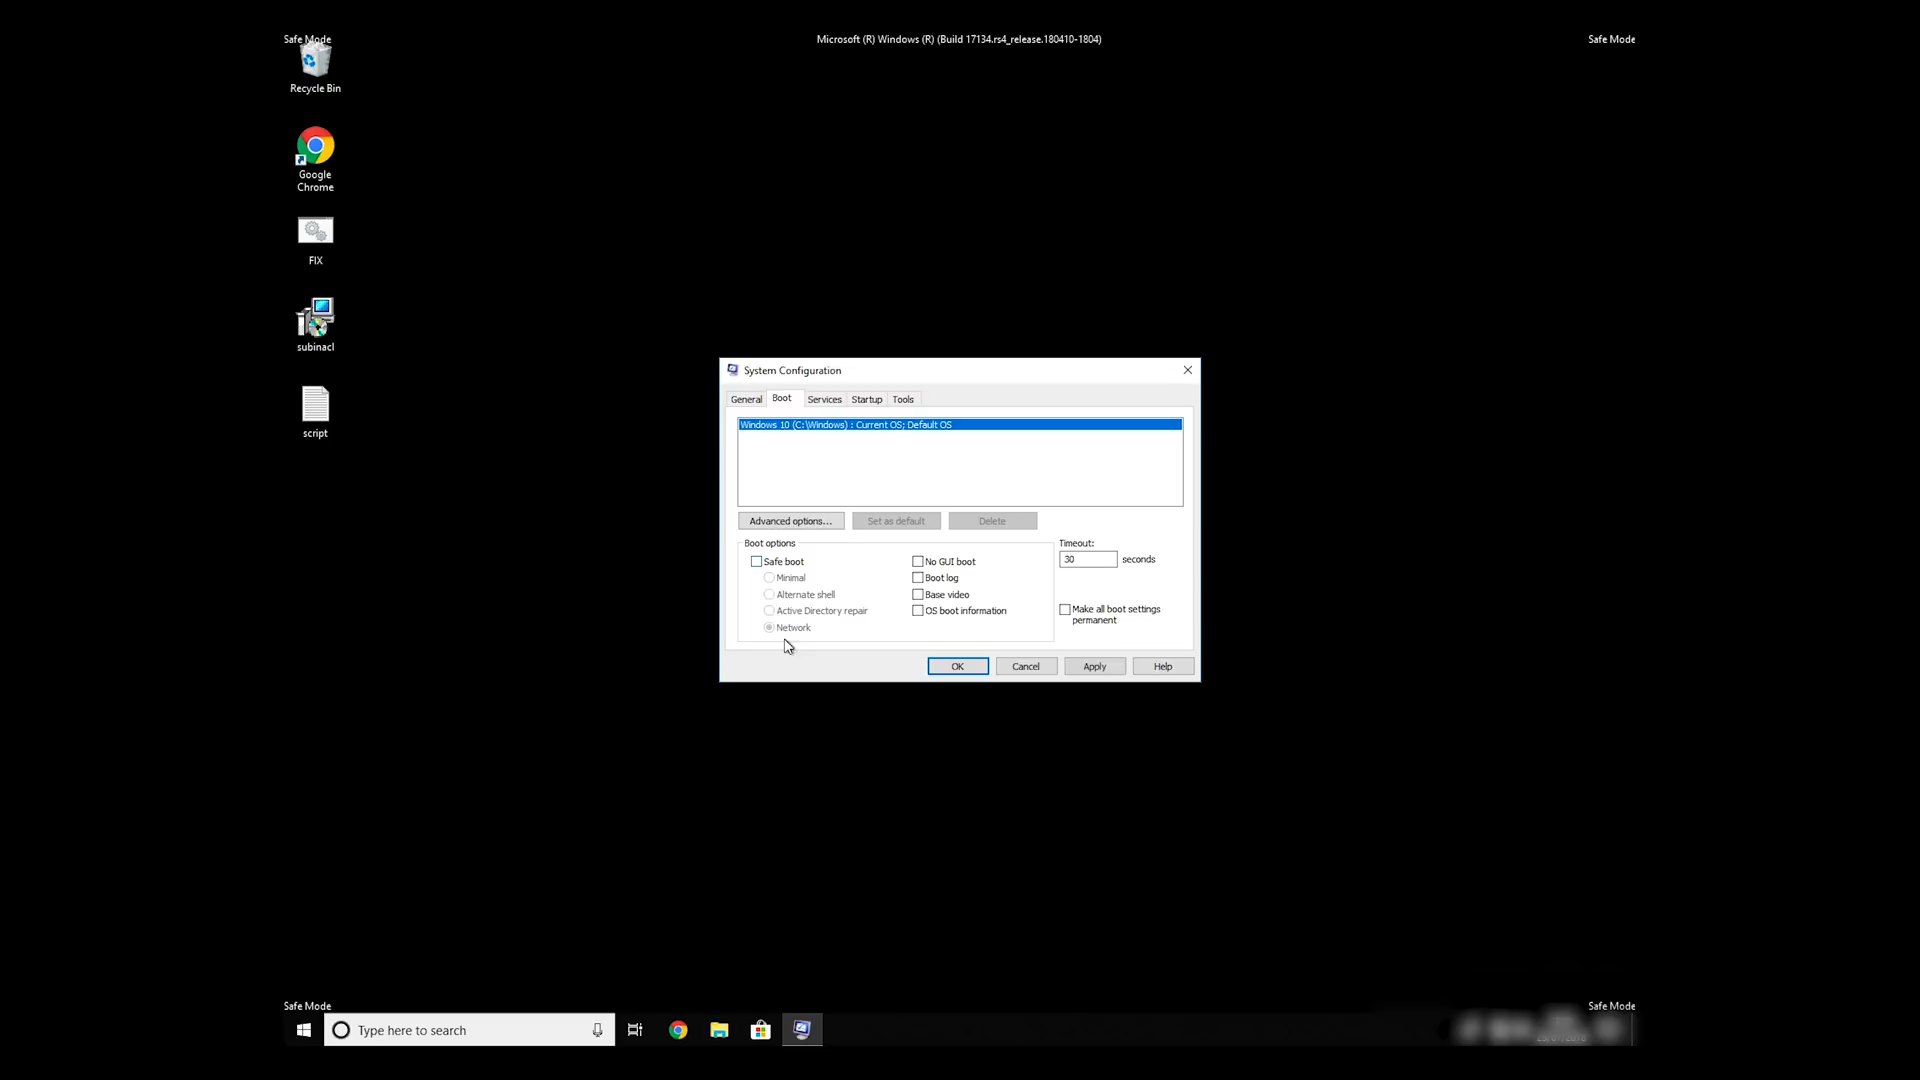 Safe Mode
Microsoft (R) Windows (R) (Build 17134.rs4_release.180410-1804)
Safe Mode
Recycle Bin
Google
Chrome
FIX
subinacl
script
System Configuration
General
Boot
Services
Startup
Tools
Windows 10 (C:\Windows) : Current OS; Default OS
Advanced options...
Set as default
Delete
Boot options
Safe boot
Minimal
Alternate shell
Active Directory repair
Network
No GUI boot
Boot log
Base video
OS boot information
Timeout:
30 seconds
Make all boot settings
permanent
OK
Cancel
Apply
Help
Safe Mode
Safe Mode
Type here to search